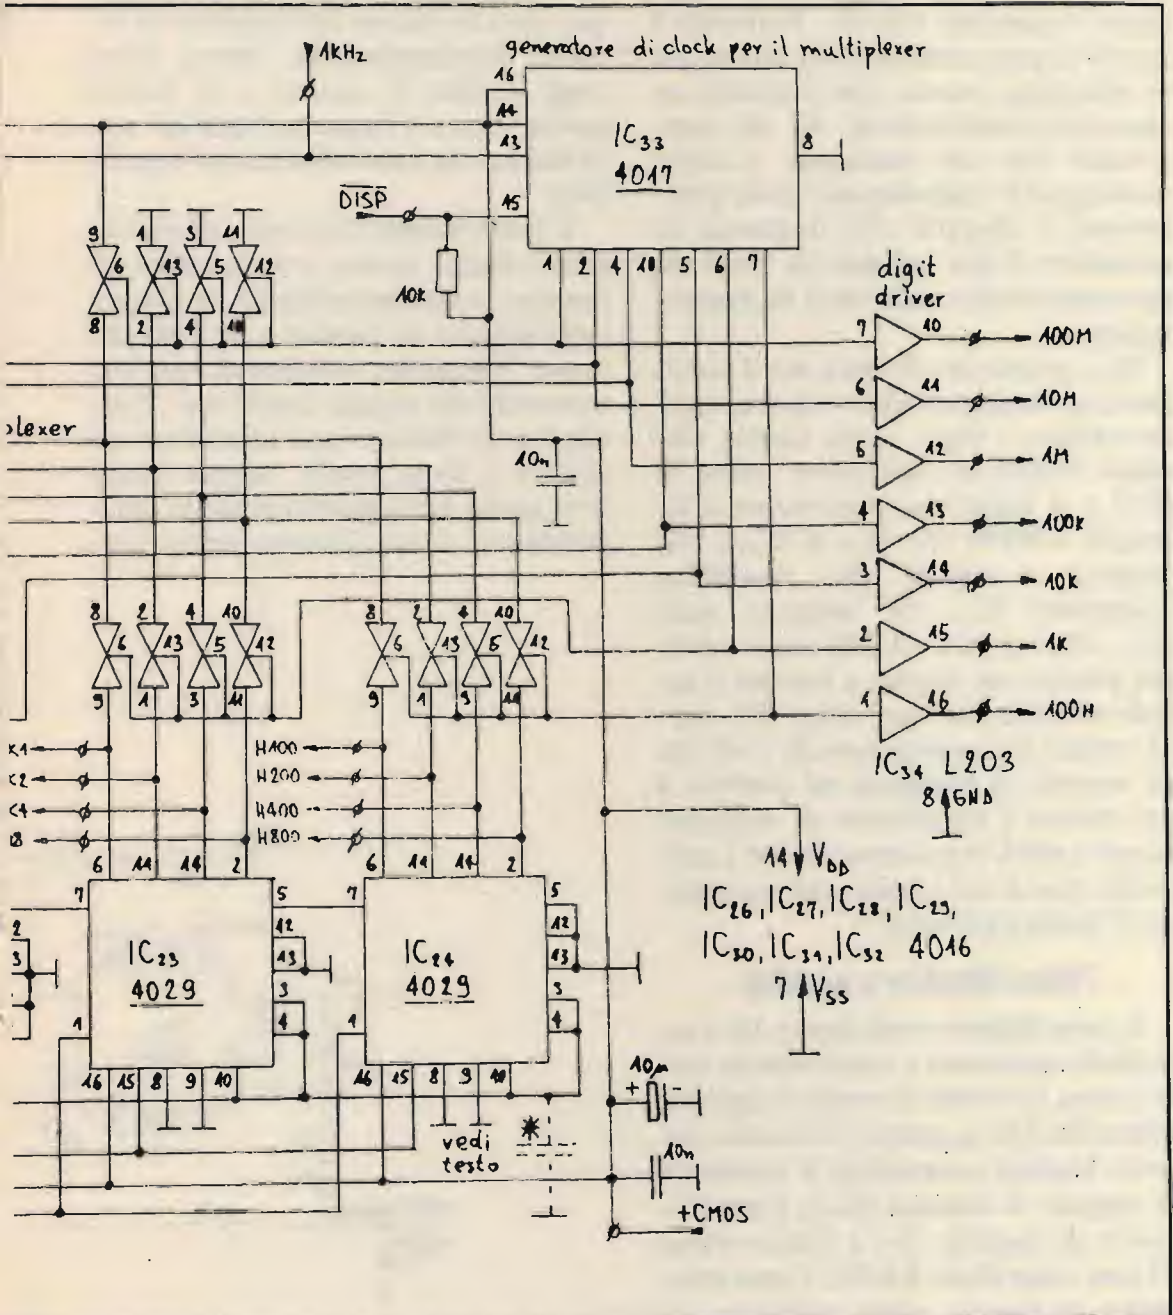 1KHz
generatore di clock per il multiplexer
16
14
13
15
IC33
4017
8
DISP
10k
1 2 4 10 5 6 7
digit
driver
9 6 8
1 13 2
3 5 4
11 12 10
7 10 100M
6 11 10M
5 12 1M
4 13 100K
3 14 10K
2 15 1K
1 16 100H
IC34 L203
8 GND
plexer
10n
8 6 9
2 13 1
4 5 3
10 12 11
8 6 9
2 13 1
4 5 3
10 12 11
K1
K2
K4
K8
H100
H200
H400
H800
6 11 14 2
6 11 14 2
7
5
7
5
2
3
12
13
12
13
IC23
4029
IC24
4029
3
4
3
4
1
1
16 15 8 9 10
16 15 8 9 10
vedi
testo
*
14 VDD
IC26, IC27, IC28, IC29,
IC30, IC31, IC32 4016
7 VSS
10µ
+ -
10n
+CMOS